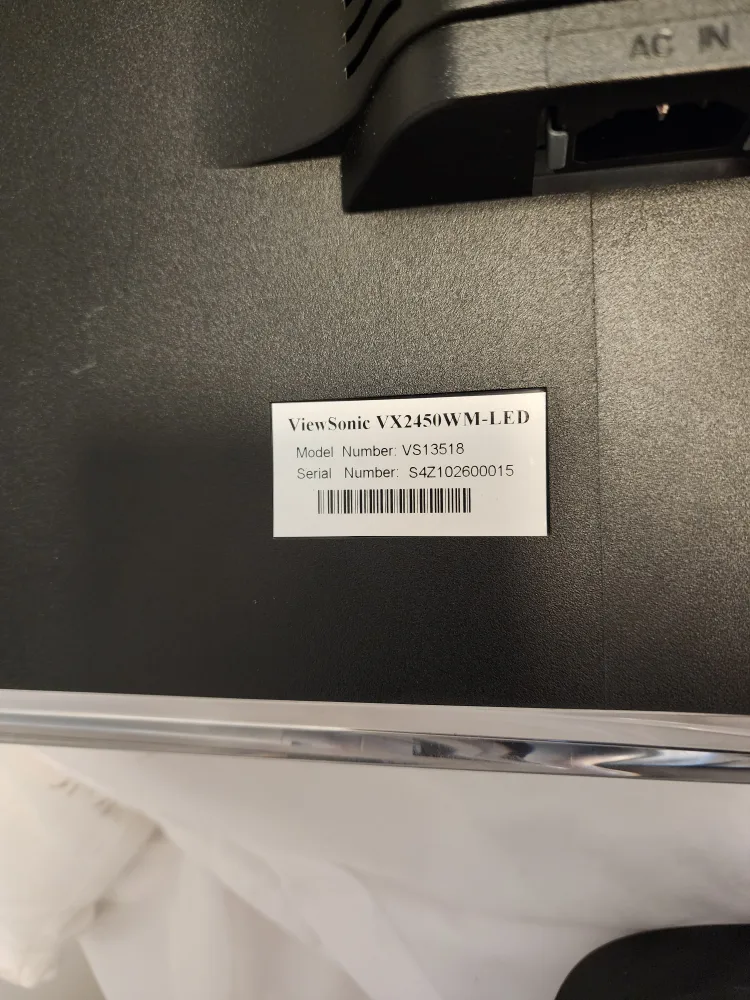 AC IN
ViewSonic VX2450WM-LED
Model Number: VS13518
Serial Number: S4Z102600015